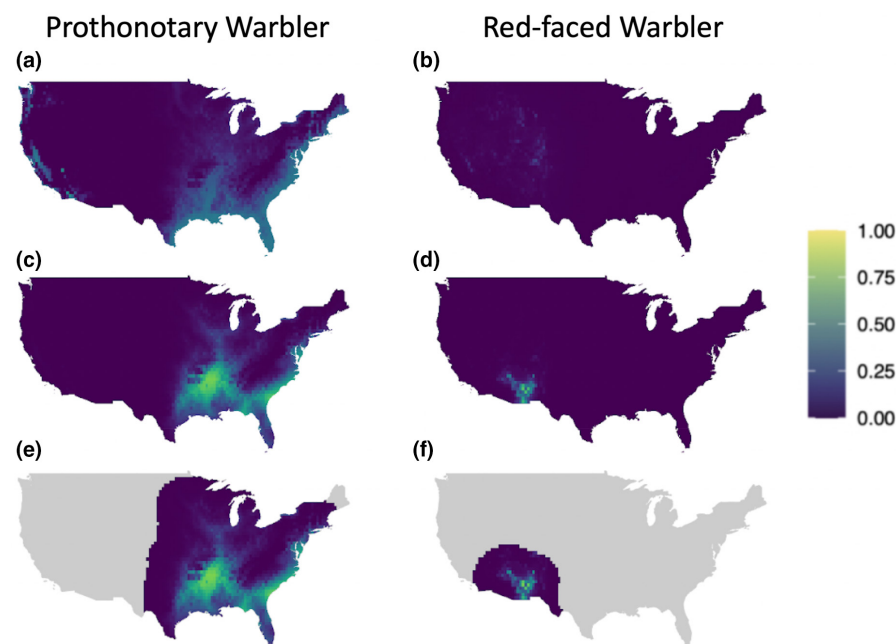 Prothonotary Warbler
Red-faced Warbler
(a)
(b)
(c)
(d)
(e)
(f)
1.00
0.75
0.50
0.25
0.00